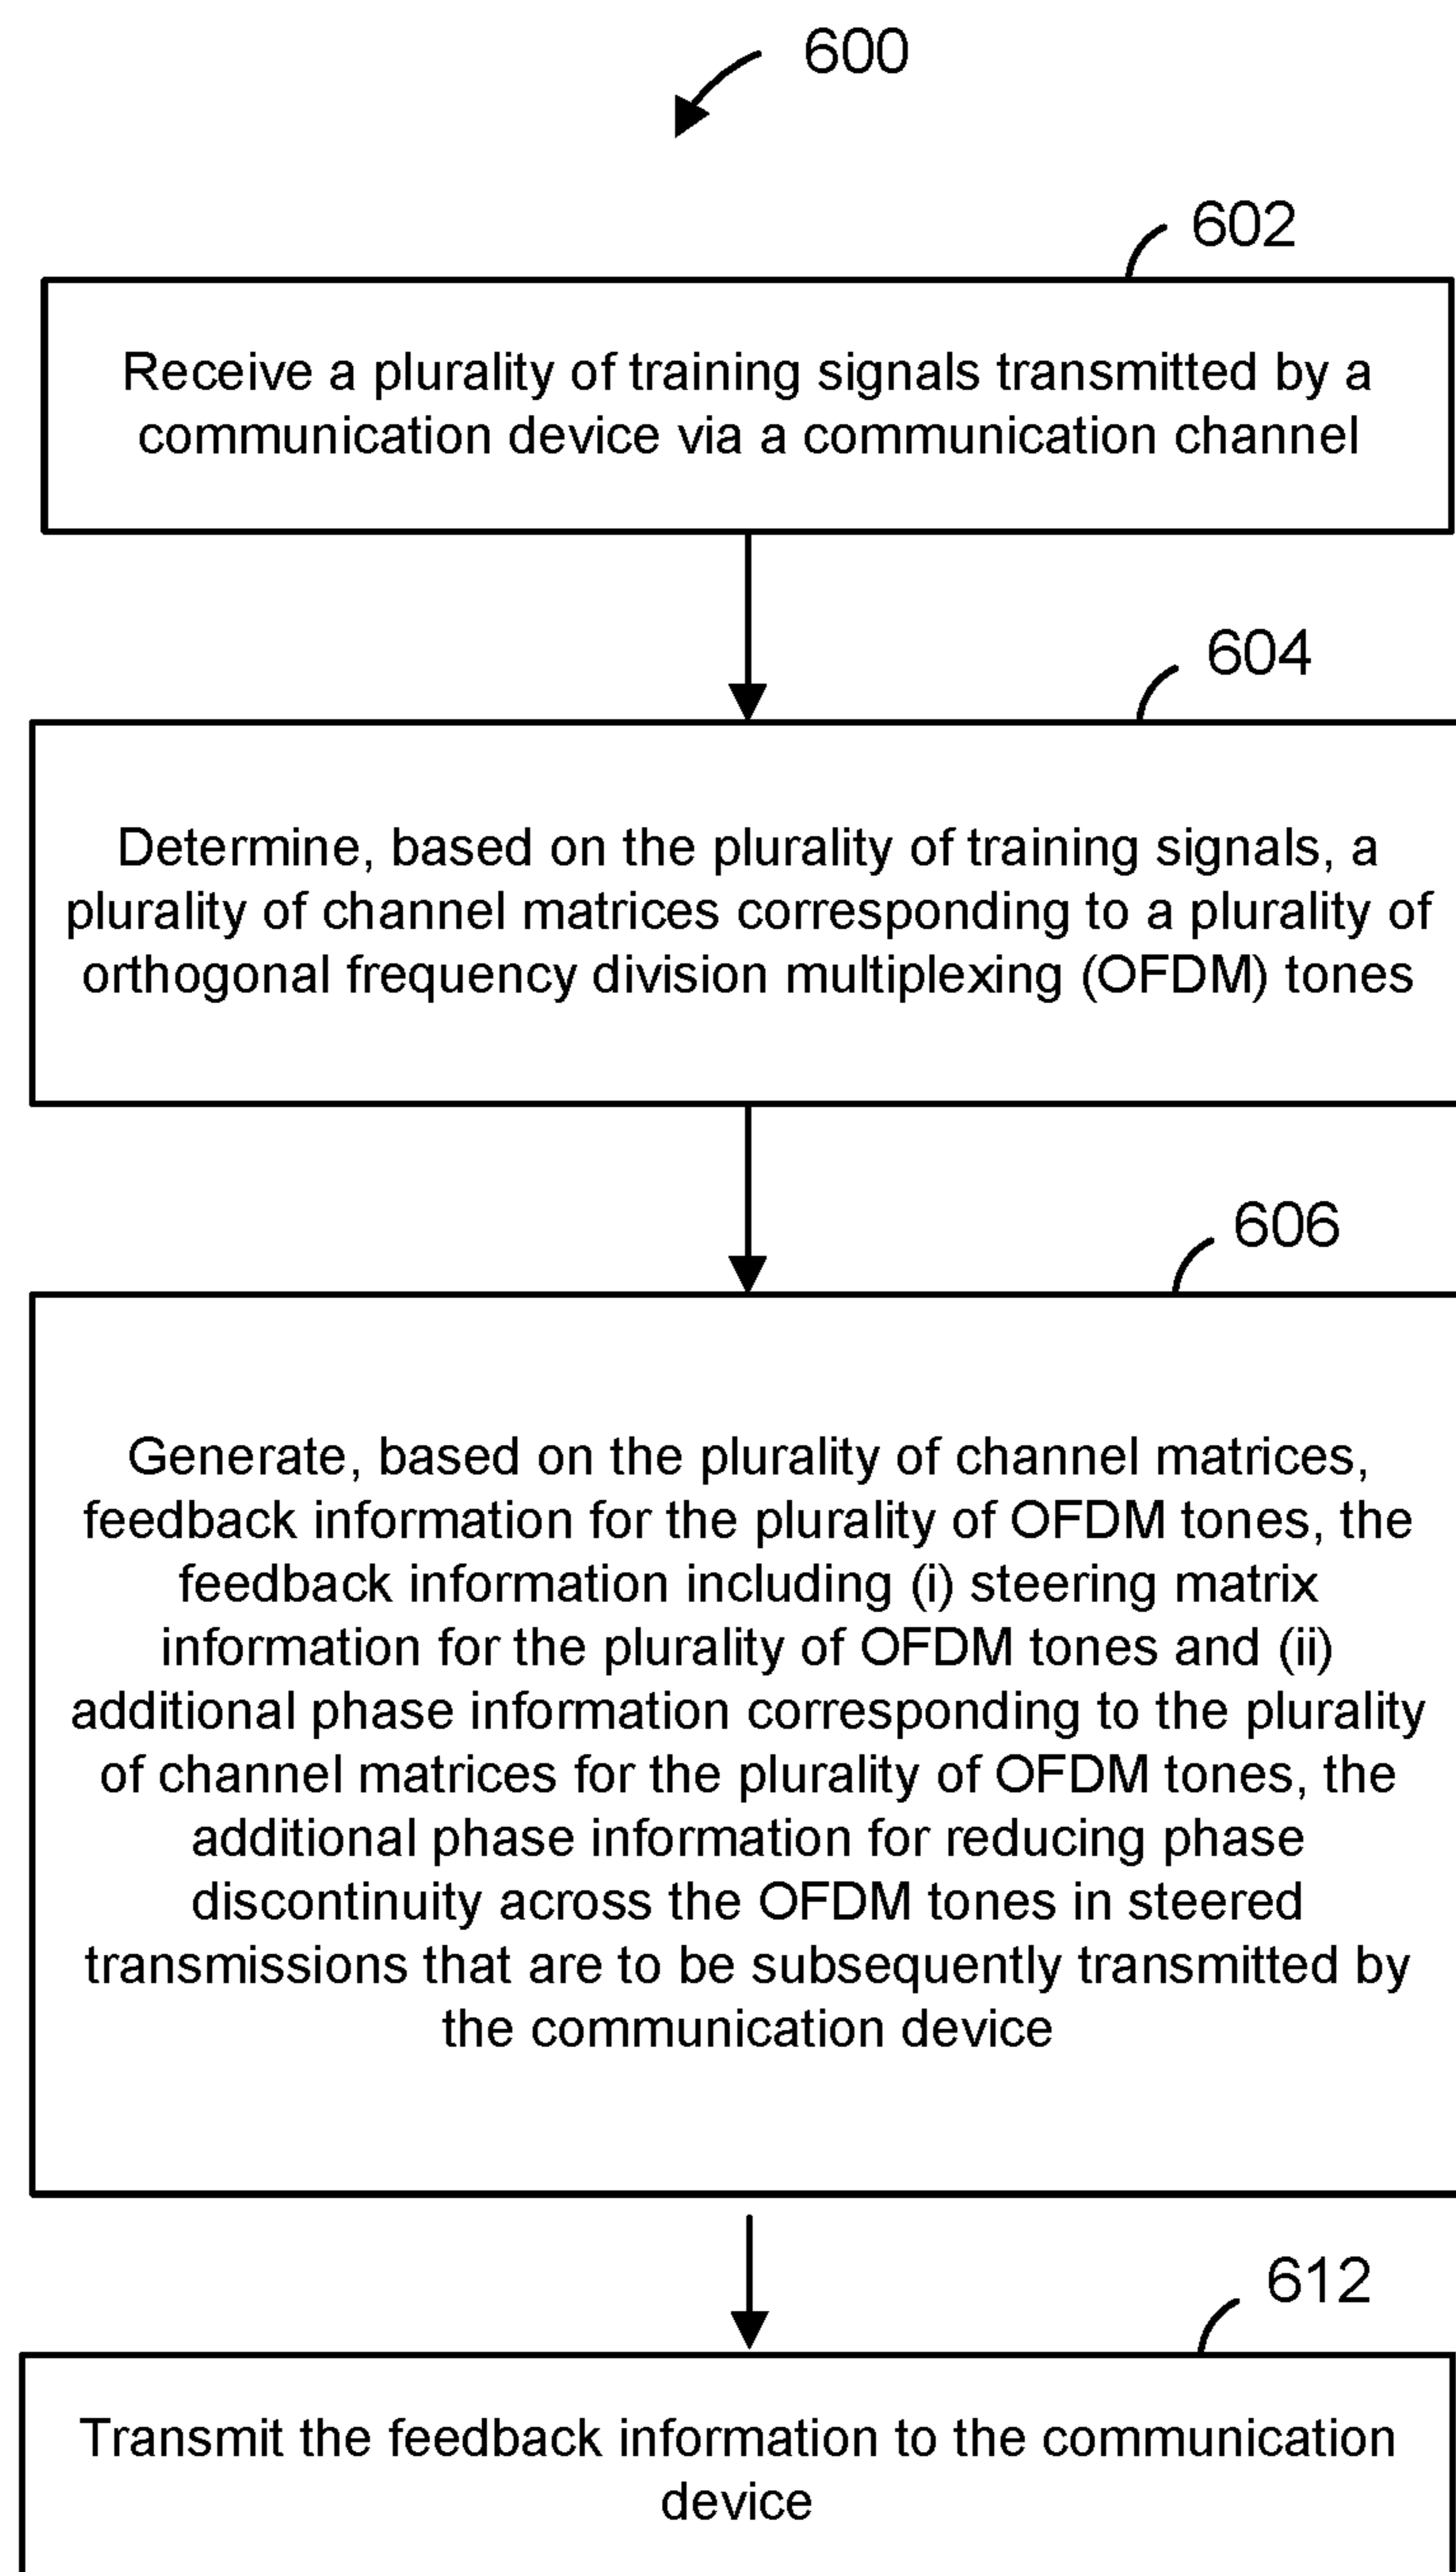 600
602
Receive a plurality of training signals transmitted by a
communication device via a communication channel
604
Determine, based on the plurality of training signals, a
plurality of channel matrices corresponding to a plurality of
orthogonal frequency division multiplexing (OFDM) tones
606
Generate, based on the plurality of channel matrices,
feedback information for the plurality of OFDM tones, the
feedback information including (i) steering matrix
information for the plurality of OFDM tones and (ii)
additional phase information corresponding to the plurality
of channel matrices for the plurality of OFDM tones, the
additional phase information for reducing phase
discontinuity across the OFDM tones in steered
transmissions that are to be subsequently transmitted by
the communication device
612
Transmit the feedback information to the communication
device